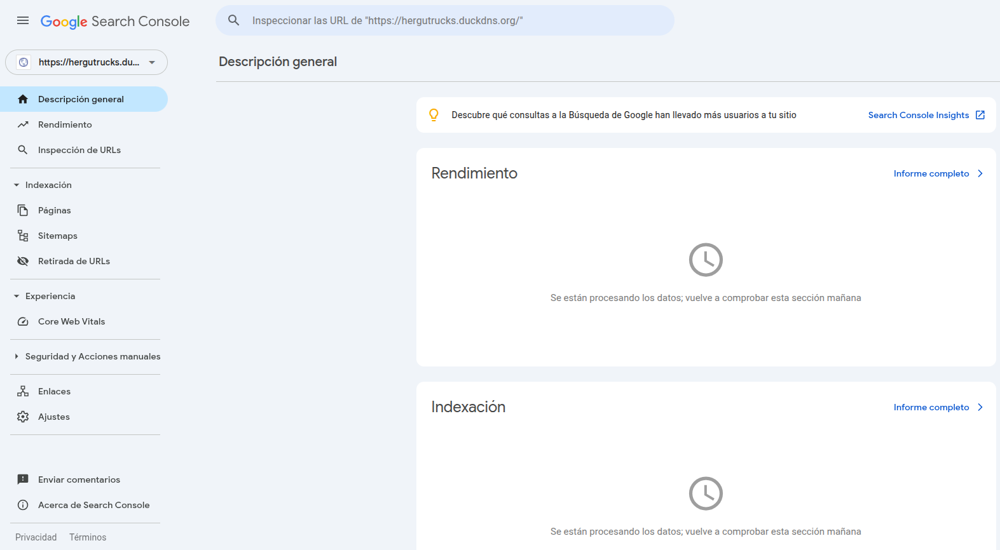 Google Search Console
Inspeccionar las URL de "https://hergutrucks.duckdns.org/"
https://hergutrucks.du...
Descripción general
Descripción general
Rendimiento
Inspección de URLs
Indexación
Páginas
Sitemaps
Retirada de URLs
Experiencia
Core Web Vitals
Seguridad y Acciones manuales
Enlaces
Ajustes
Enviar comentarios
Acerca de Search Console
Privacidad Términos
Descubre qué consultas a la Búsqueda de Google han llevado más usuarios a tu sitio
Search Console Insights
Rendimiento
Informe completo
Se están procesando los datos; vuelve a comprobar esta sección mañana
Indexación
Informe completo
Se están procesando los datos; vuelve a comprobar esta sección mañana